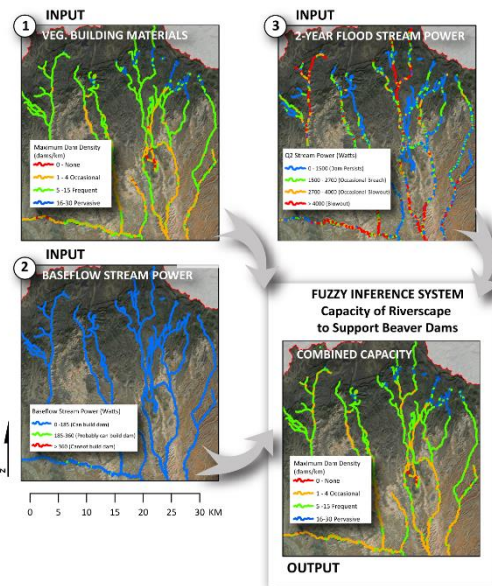 INPUT
1
VEG. BUILDING MATERIALS
Maximum Dam Density
(dams/km)
0 - None
1 - 4 Occasional
5 -15 Frequent
16-30 Pervasive
INPUT
2
BASEFLOW STREAM POWER
Baseflow Stream Power (Watts)
0 -185 (Can build dam)
185-360 (Probably can build dam)
> 360 (Cannot build dam)
N
0 5 10 15 20 25 30 KM
INPUT
3
2-YEAR FLOOD STREAM POWER
Q2 Stream Power (Watts)
0 - 1500 (Dam Persists)
1500 - 2700 (Occasional Breach)
2700 - 4000 (Occasional Blowout)
> 4000 (Blowout)
FUZZY INFERENCE SYSTEM
Capacity of Riverscape
to Support Beaver Dams
COMBINED CAPACITY
Maximum Dam Density
(dams/km)
0 - None
1 - 4 Occasional
5 -15 Frequent
16-30 Pervasive
OUTPUT